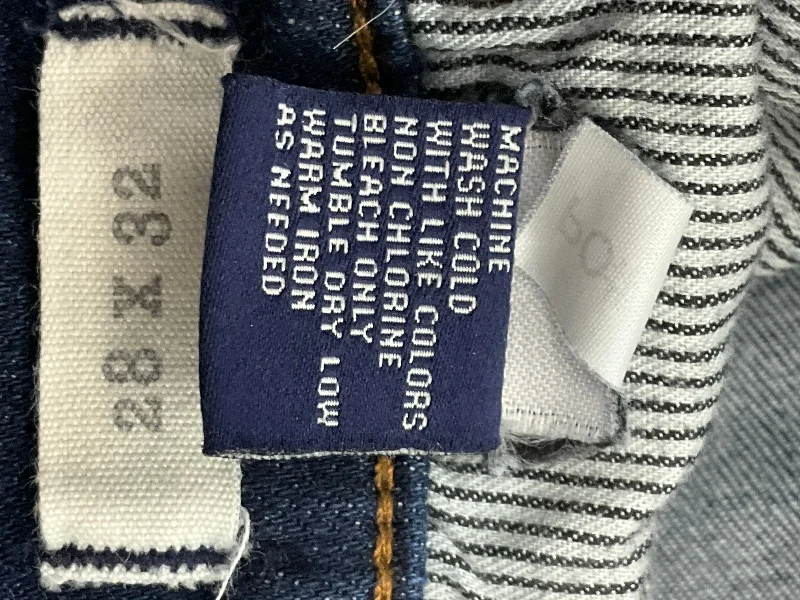 28 X 32
MACHINE
WASH COLD
WITH LIKE COLORS
NON CHLORINE
BLEACH ONLY
TUMBLE DRY LOW
WARM IRON
AS NEEDED